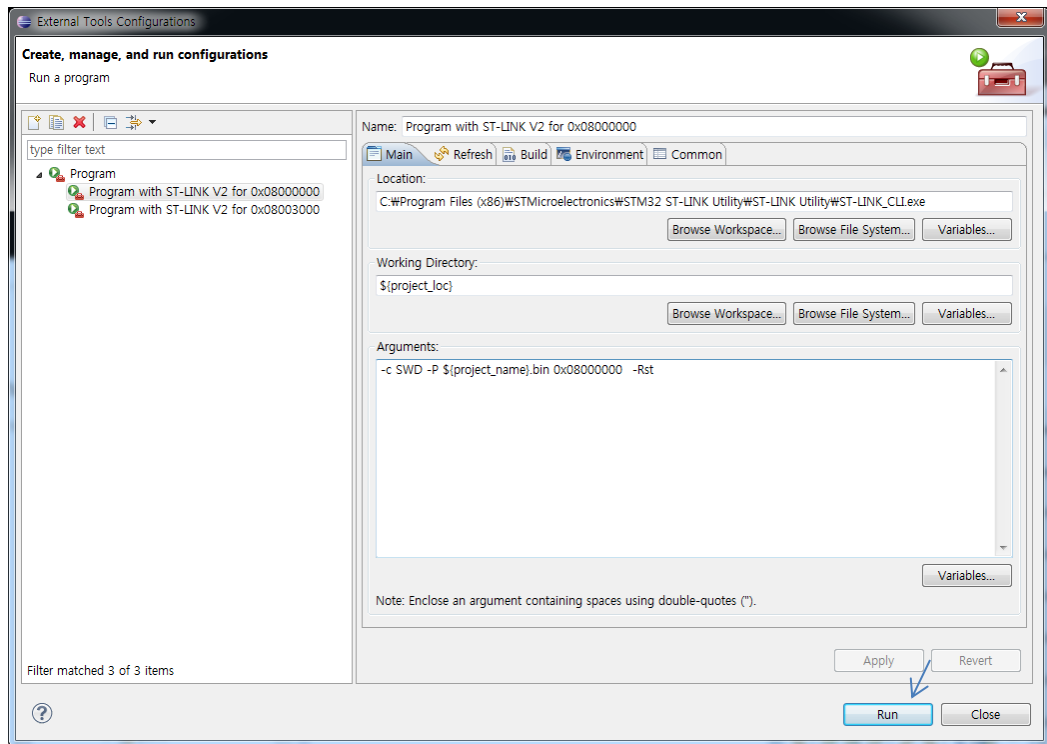 External Tools Configurations
Create, manage, and run configurations
Run a program
type filter text
Program
Program with ST-LINK V2 for 0x08000000
Program with ST-LINK V2 for 0x08003000
Filter matched 3 of 3 items
Name: Program with ST-LINK V2 for 0x08000000
Main Refresh Build Environment Common
Location:
C:₩Program Files (x86)₩STMicroelectronics₩STM32 ST-LINK Utility₩ST-LINK Utility₩ST-LINK_CLI.exe
Browse Workspace... Browse File System... Variables...
Working Directory:
${project_loc}
Browse Workspace... Browse File System... Variables...
Arguments:
-c SWD -P ${project_name}.bin 0x08000000 -Rst
Variables...
Note: Enclose an argument containing spaces using double-quotes (").
Apply Revert
Run Close